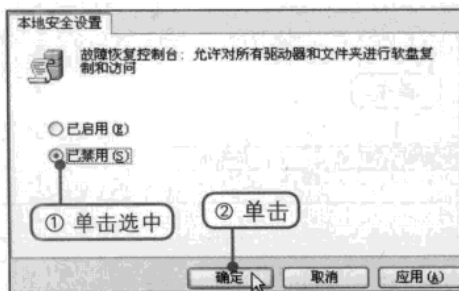 本地安全设置
故障恢复控制台：允许对所有驱动器和文件夹进行软盘复
制和访问
已启用(E)
已禁用(S)
① 单击选中
② 单击
确定
取消
应用(A)